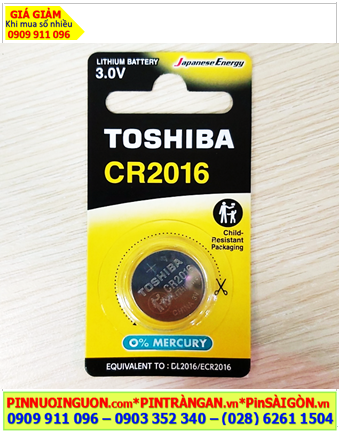 GIÁ GIẢM
Khi mua số nhiều
0909 911 096
LITHIUM BATTERY
3.0V
Japanese Energy
TOSHIBA
CR2016
Child-
Resistant
Packaging
TOSHIBA
CR2016
0% MERCURY
EQUIVALENT TO : DL2016/ECR2016
PINNUOINGUON.com*PINTRÀNGAN.vn*PinSÀIGÒN.vn
0909 911 096 – 0903 352 340 – (028) 6261 1504